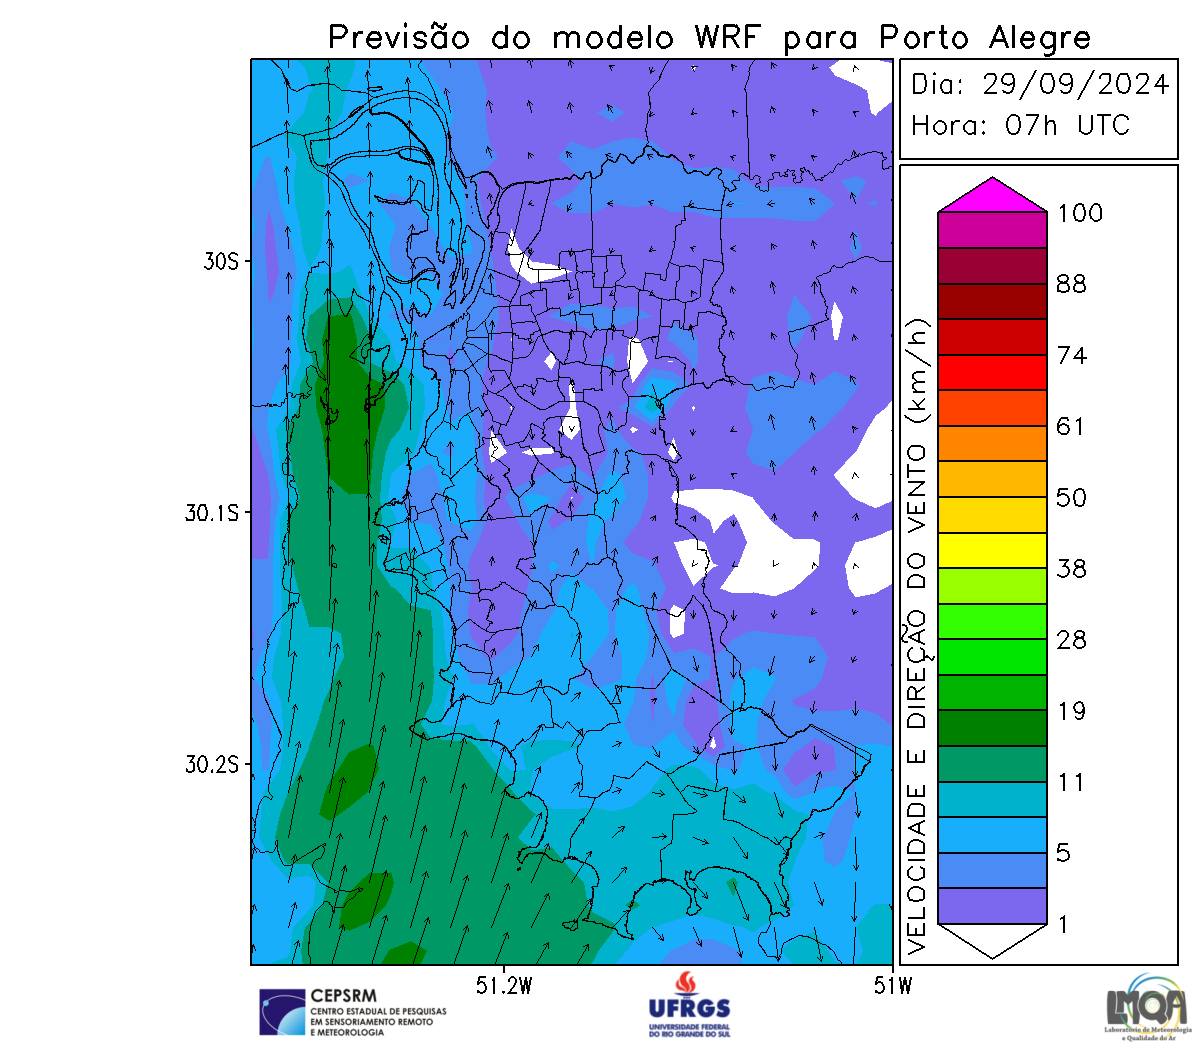 Previsão do modelo WRF para Porto Alegre
Dia: 29/09/2024
Hora: 07h UTC
100
88
74
61
50
38
28
19
11
5
1
VELOCIDADE E DIREÇÃO DO VENTO (km/h)
30S
30.1S
30.2S
51.2W
51W
CEPSRM
CENTRO ESTADUAL DE PESQUISAS
EM SENSORIAMENTO REMOTO
E METEOROLOGIA
UFRGS
UNIVERSIDADE FEDERAL
DO RIO GRANDE DO SUL
LMQA
Laboratório de Meteorologia
e Qualidade do Ar